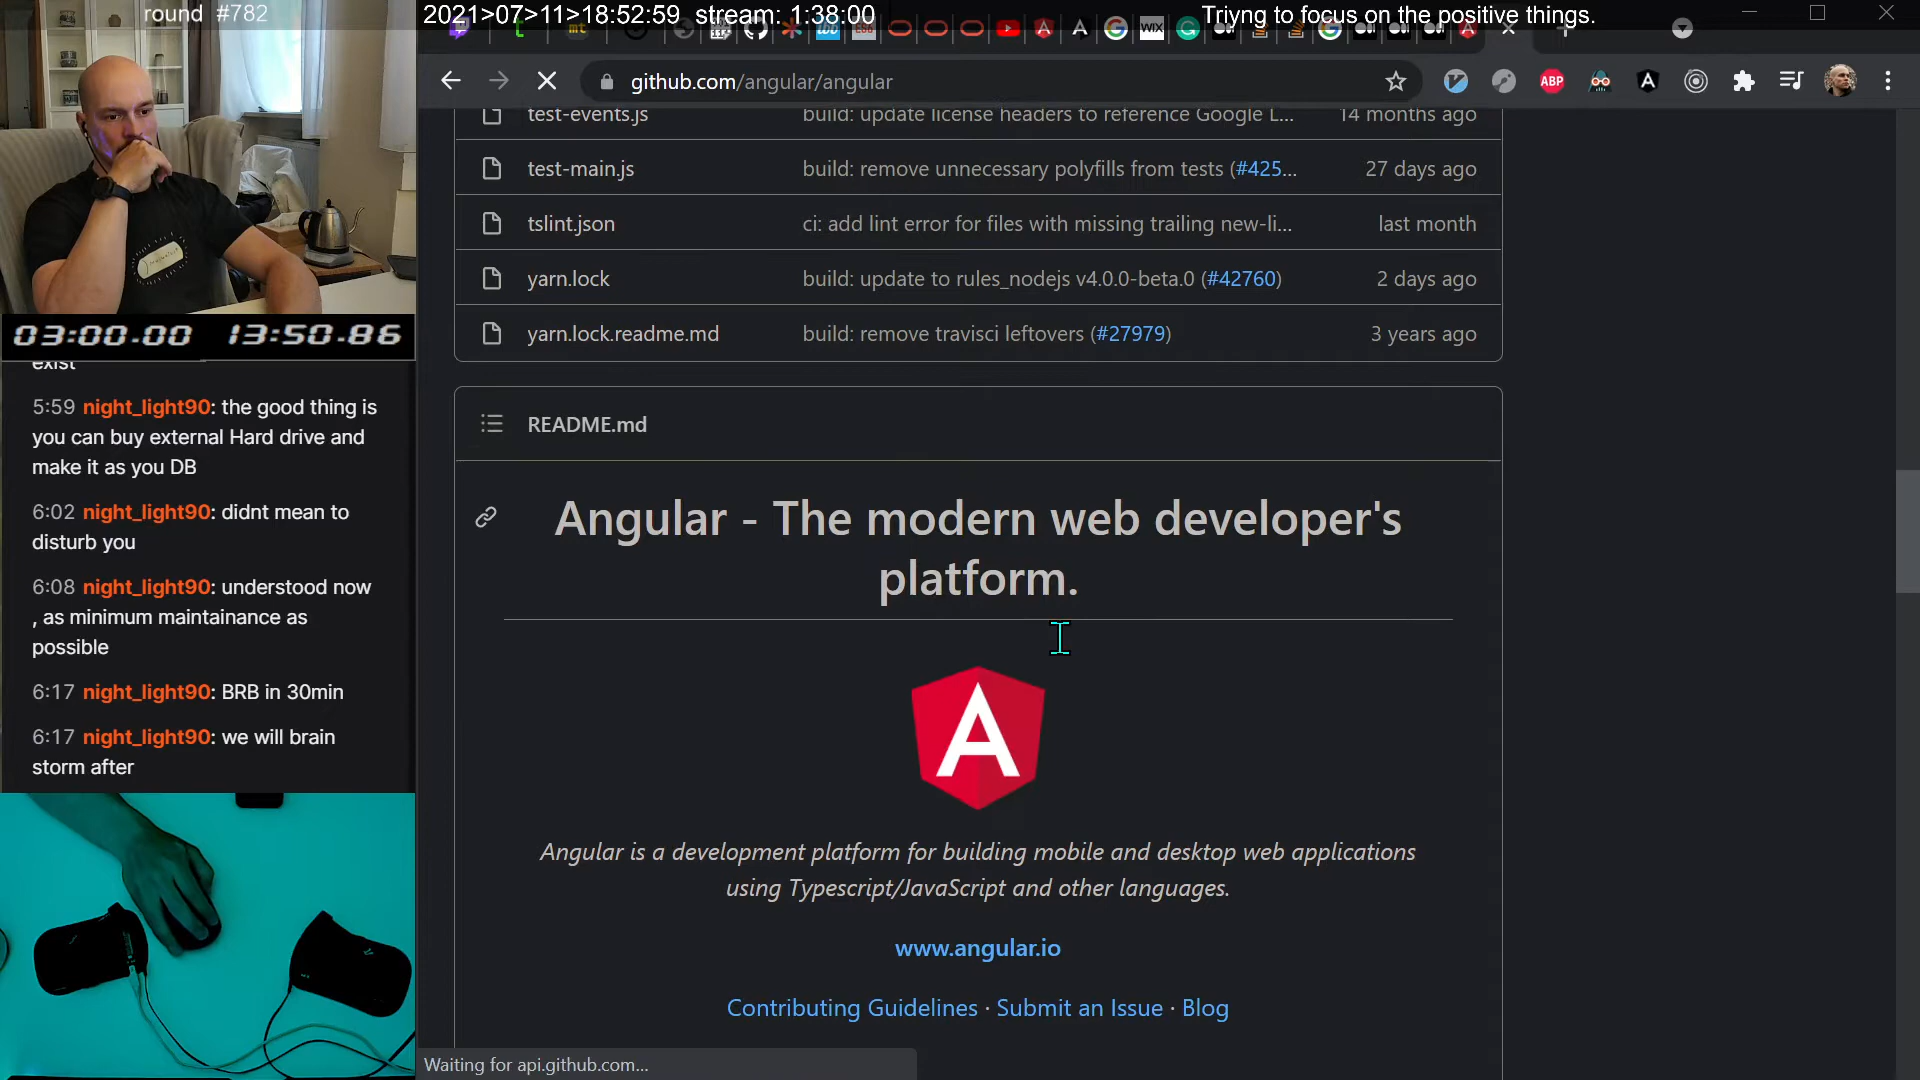 round #782
2021>07>11>18:52:59 stream: 1:38:00
Triyng to focus on the positive things.
github.com/angular/angular
ABP
test-events.js build: update license headers to reference Google L... 14 months ago
test-main.js build: remove unnecessary polyfills from tests (#425... 27 days ago
tslint.json ci: add lint error for files with missing trailing new-li... last month
yarn.lock build: update to rules_nodejs v4.0.0-beta.0 (#42760) 2 days ago
yarn.lock.readme.md build: remove travisci leftovers (#27979) 3 years ago
README.md
Angular - The modern web developer's
platform.
Angular is a development platform for building mobile and desktop web applications
using Typescript/JavaScript and other languages.
www.angular.io
Contributing Guidelines · Submit an Issue · Blog
Waiting for api.github.com...
03:00.00 13:50.86
exist
5:59 night_light90: the good thing is
you can buy external Hard drive and
make it as you DB
6:02 night_light90: didnt mean to
disturb you
6:08 night_light90: understood now
, as minimum maintainance as
possible
6:17 night_light90: BRB in 30min
6:17 night_light90: we will brain
storm after